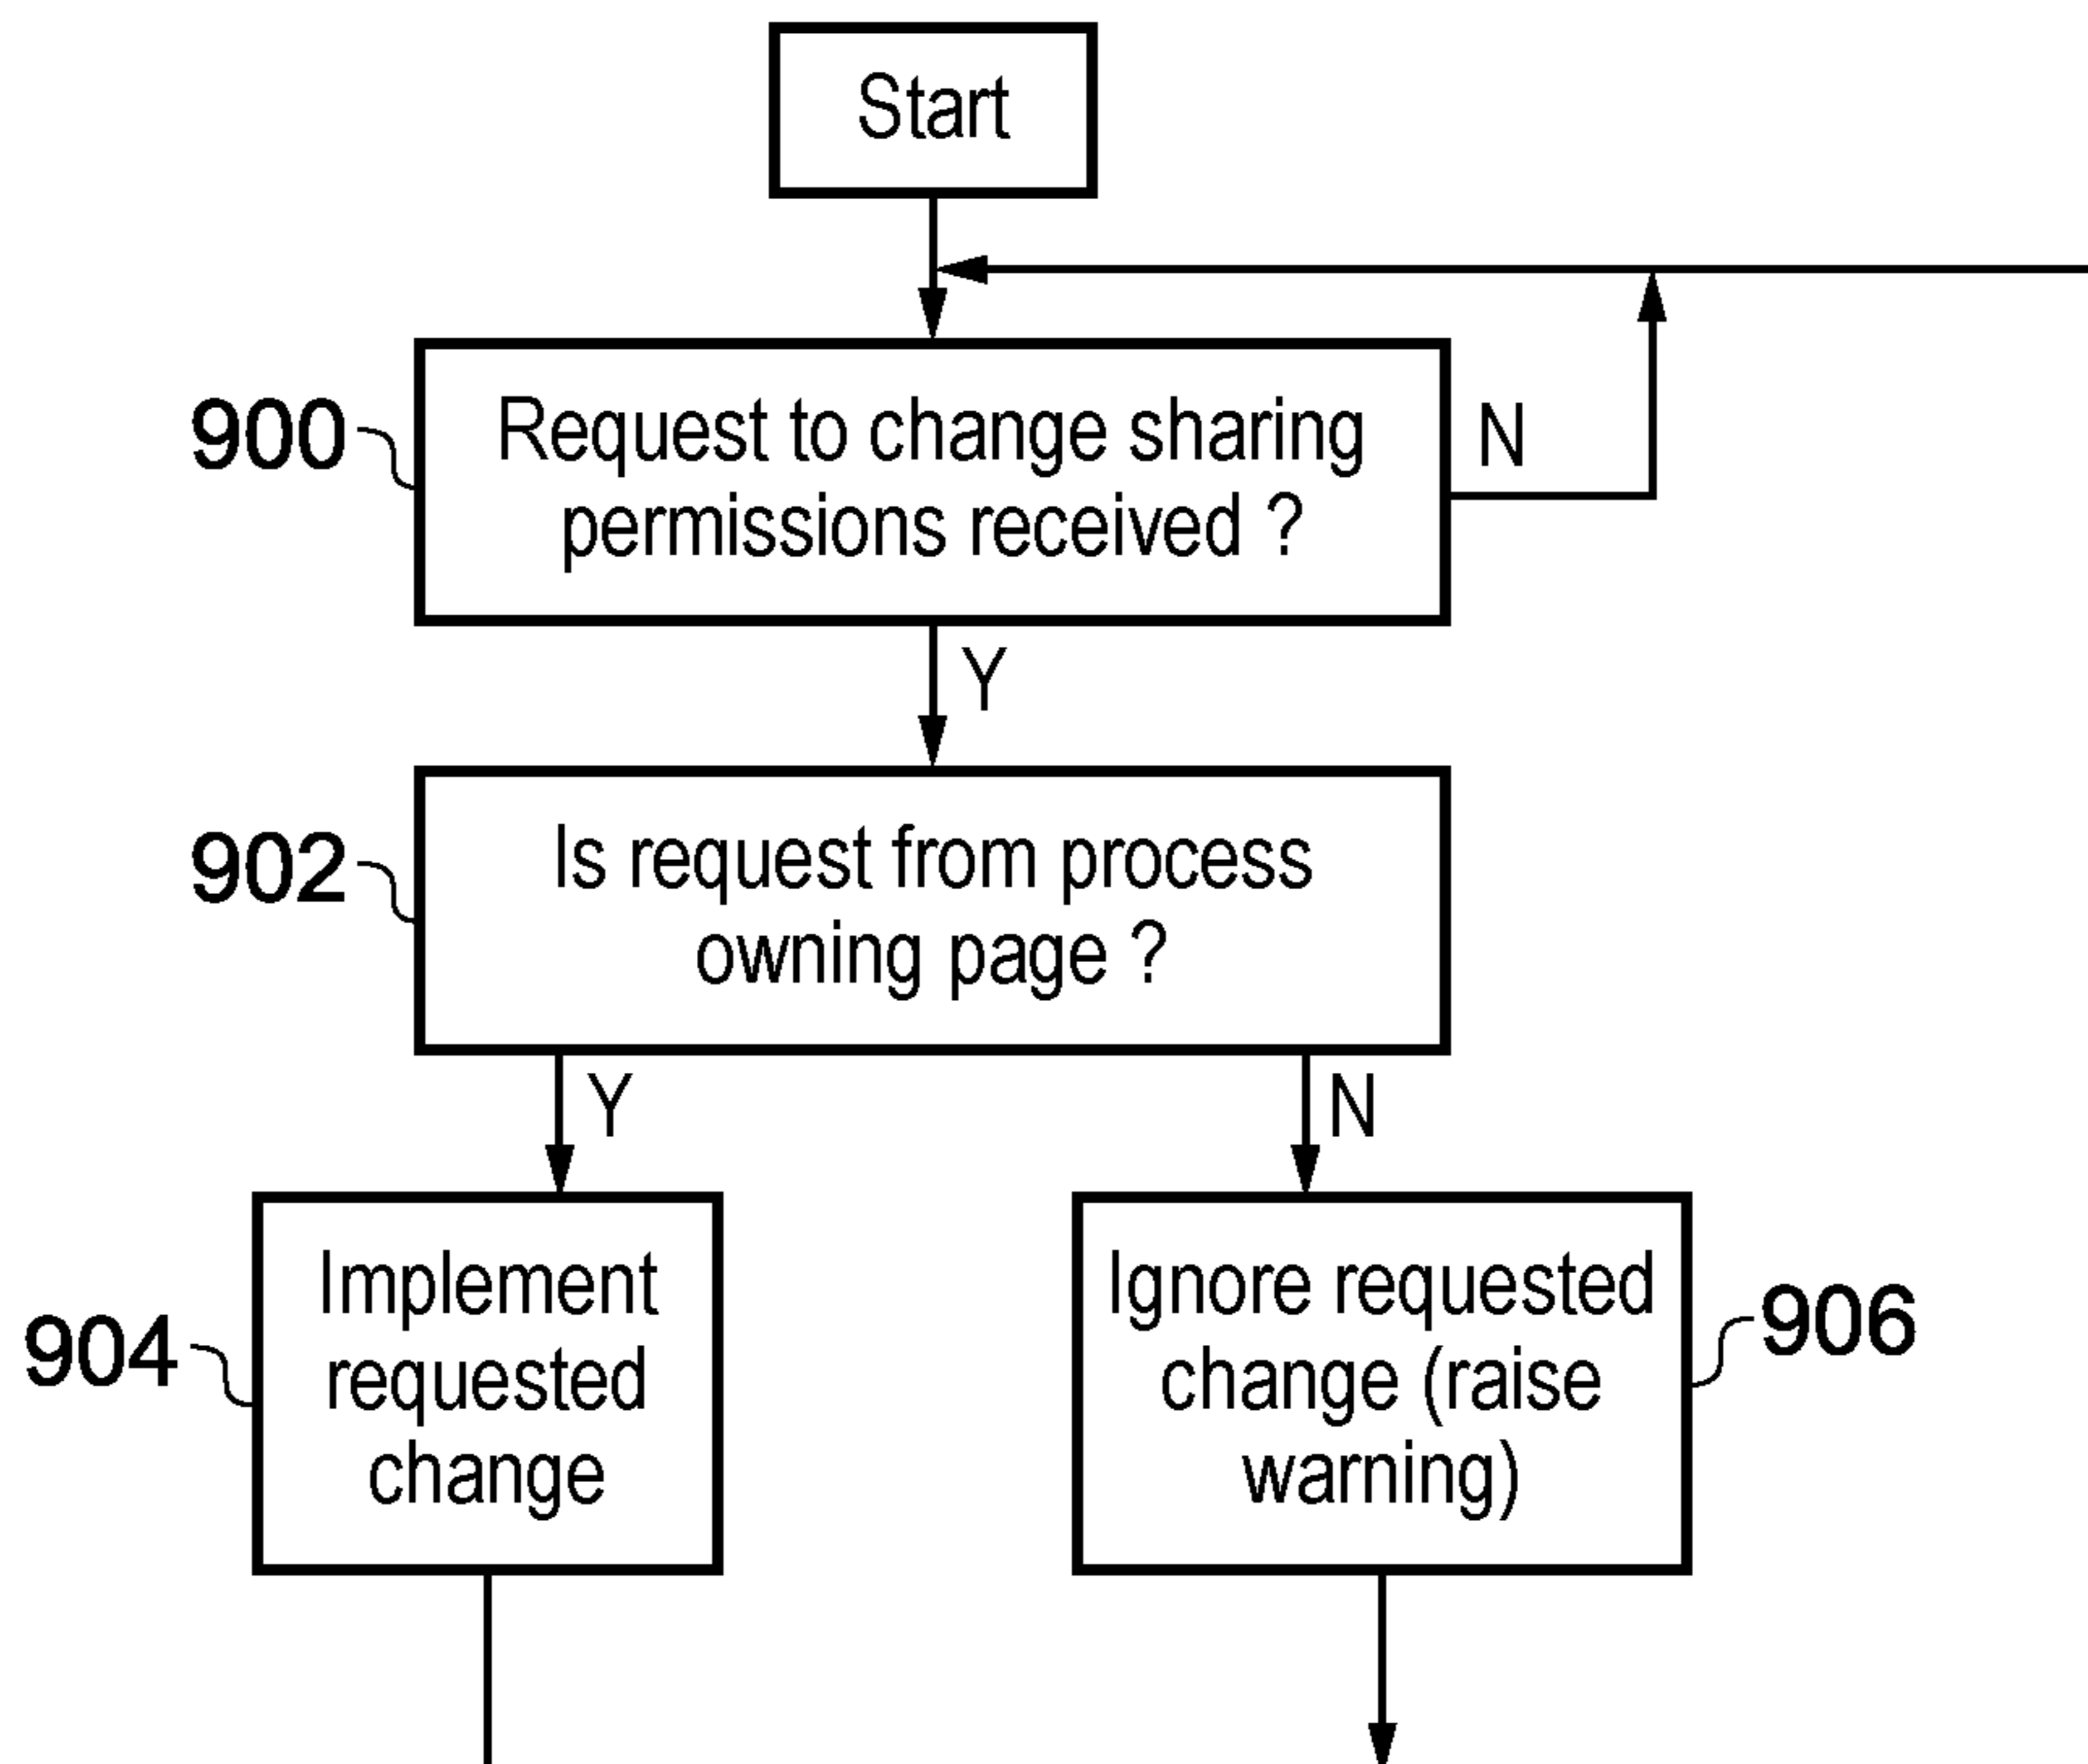 Start
900
Request to change sharing
permissions received ?
N
Y
902
Is request from process
owning page ?
Y
N
904
Implement
requested
change
Ignore requested
change (raise
warning)
906